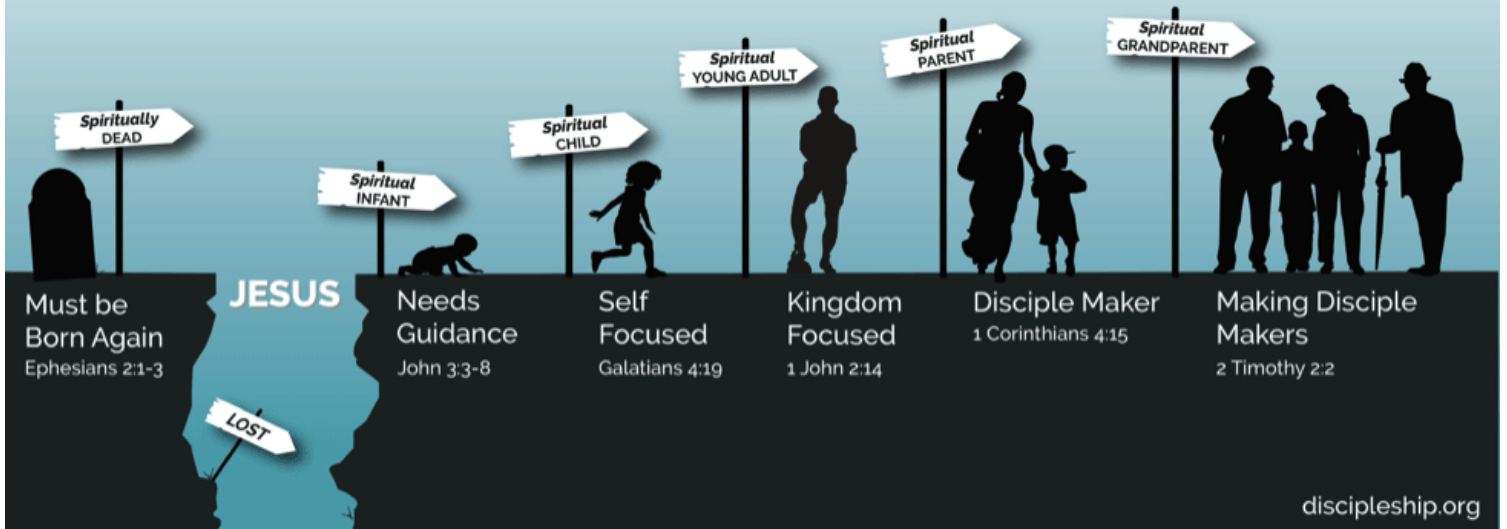 Spiritually
DEAD
Must be
Born Again
Ephesians 2:1-3
JESUS
LOST
Spiritual
INFANT
Needs
Guidance
John 3:3-8
Spiritual
CHILD
Self
Focused
Galatians 4:19
Spiritual
YOUNG ADULT
Kingdom
Focused
1 John 2:14
Spiritual
PARENT
Disciple Maker
1 Corinthians 4:15
Spiritual
GRANDPARENT
Making Disciple
Makers
2 Timothy 2:2
discipleship.org